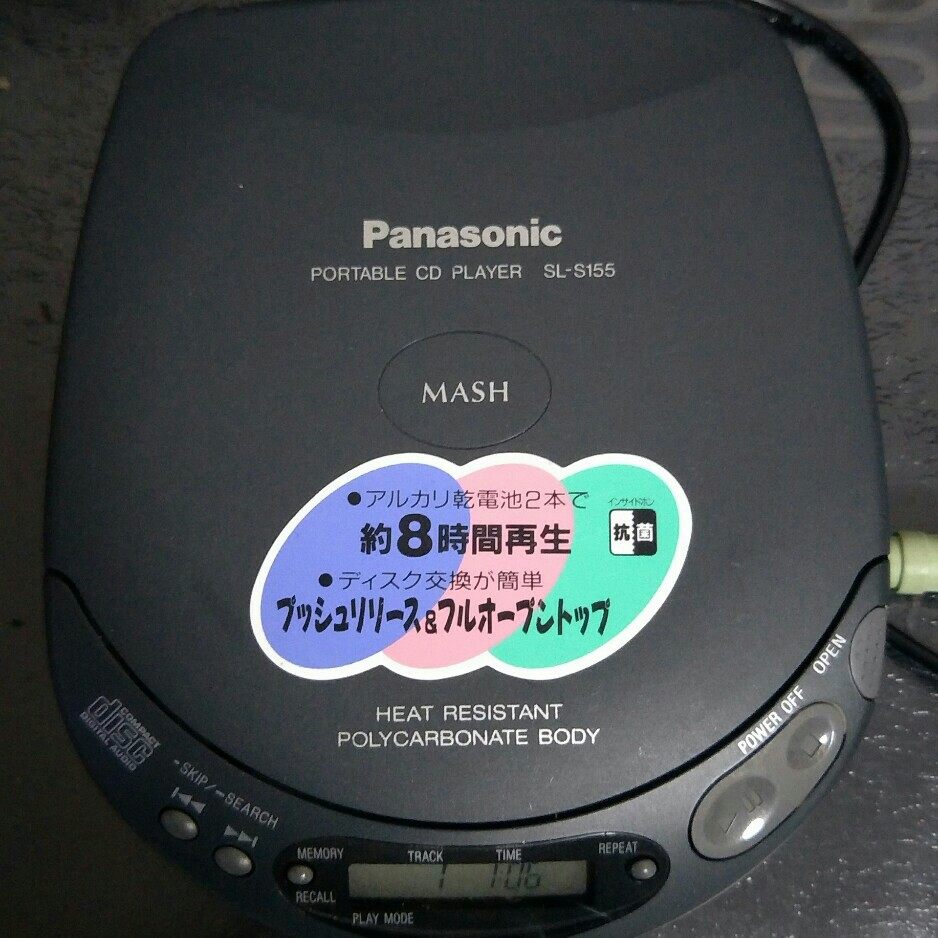 Panasonic
PORTABLE CD PLAYER SL-S155
MASH
●アルカリ乾電池2本で
約8時間再生
インサイドホン
抗菌
●ディスク交換が簡単
プッシュリリース&フルオープントップ
HEAT RESISTANT
POLYCARBONATE BODY
COMPACT
disc
DIGITAL AUDIO
-SKIP/-SEARCH
OPEN
POWER OFF
MEMORY
RECALL
TRACK TIME
1 1:06
PLAY MODE
REPEAT